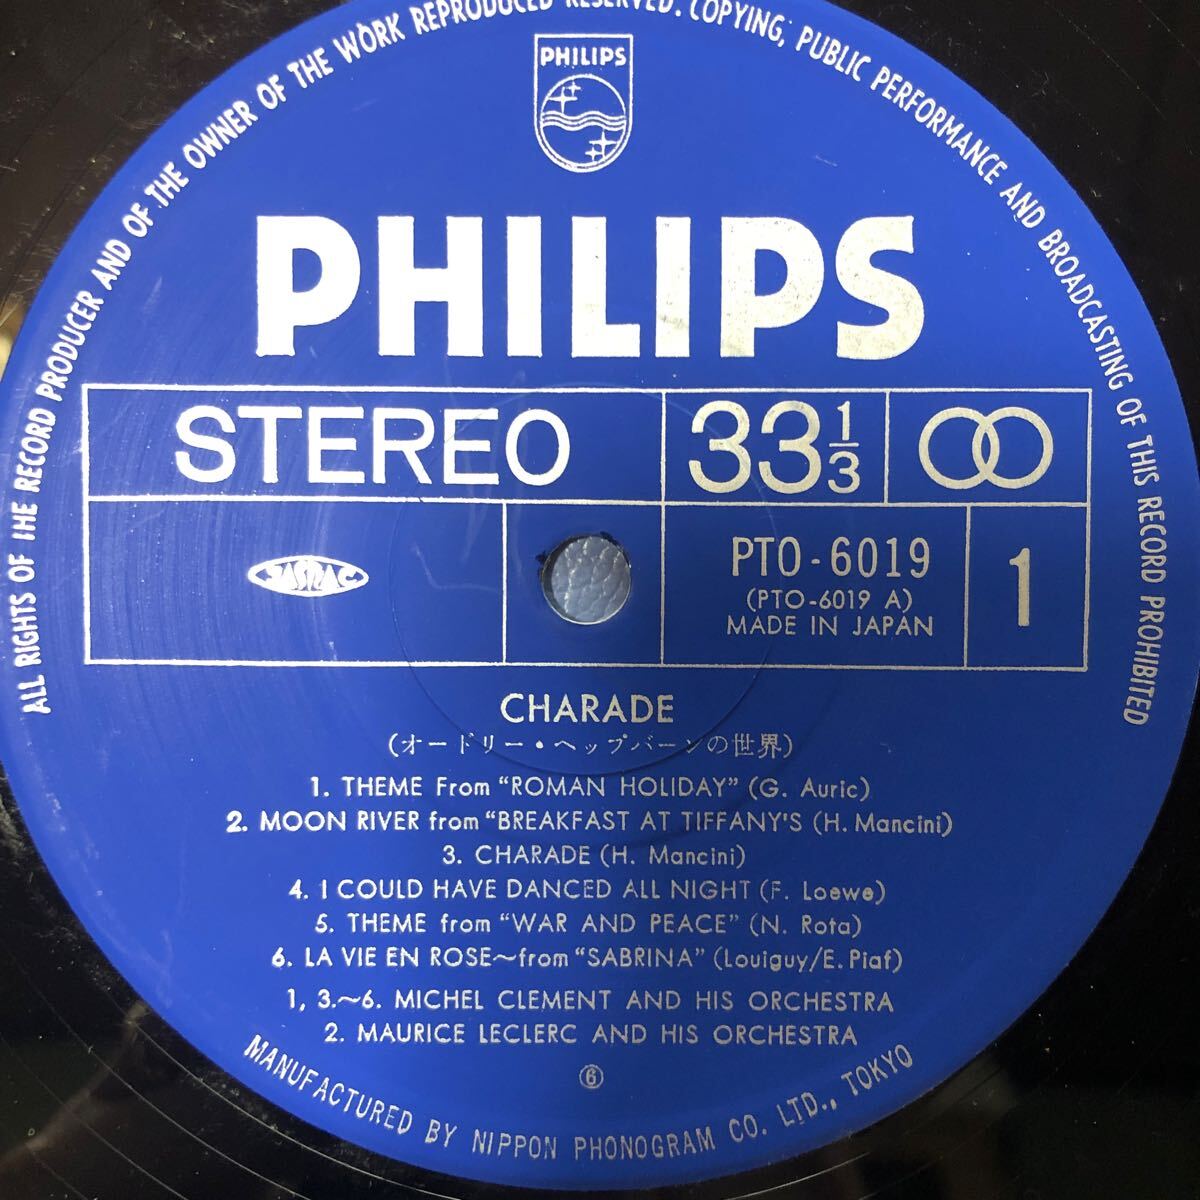 ALL RIGHTS OF THE RECORD PRODUCER AND OF THE OWNER OF THE WORK REPRODUCED RESERVED. COPYING, PUBLIC PERFORMANCE AND BROADCASTING OF THIS RECORD PROHIBITED
PHILIPS
PHILIPS
STEREO
33 1/3
JASRAC
PTO-6019
(PTO-6019 A)
MADE IN JAPAN
1
CHARADE
(オードリー・ヘップバーンの世界)
1. THEME From “ROMAN HOLIDAY” (G. Auric)
2. MOON RIVER from “BREAKFAST AT TIFFANY'S (H. Mancini)
3. CHARADE (H. Mancini)
4. I COULD HAVE DANCED ALL NIGHT (F. Loewe)
5. THEME from “WAR AND PEACE” (N. Rota)
6. LA VIE EN ROSE～from “SABRINA” (Louiguy/E. Piaf)
1, 3.～6. MICHEL CLEMENT AND HIS ORCHESTRA
2. MAURICE LECLERC AND HIS ORCHESTRA
⑥
MANUFACTURED BY NIPPON PHONOGRAM CO. LTD., TOKYO